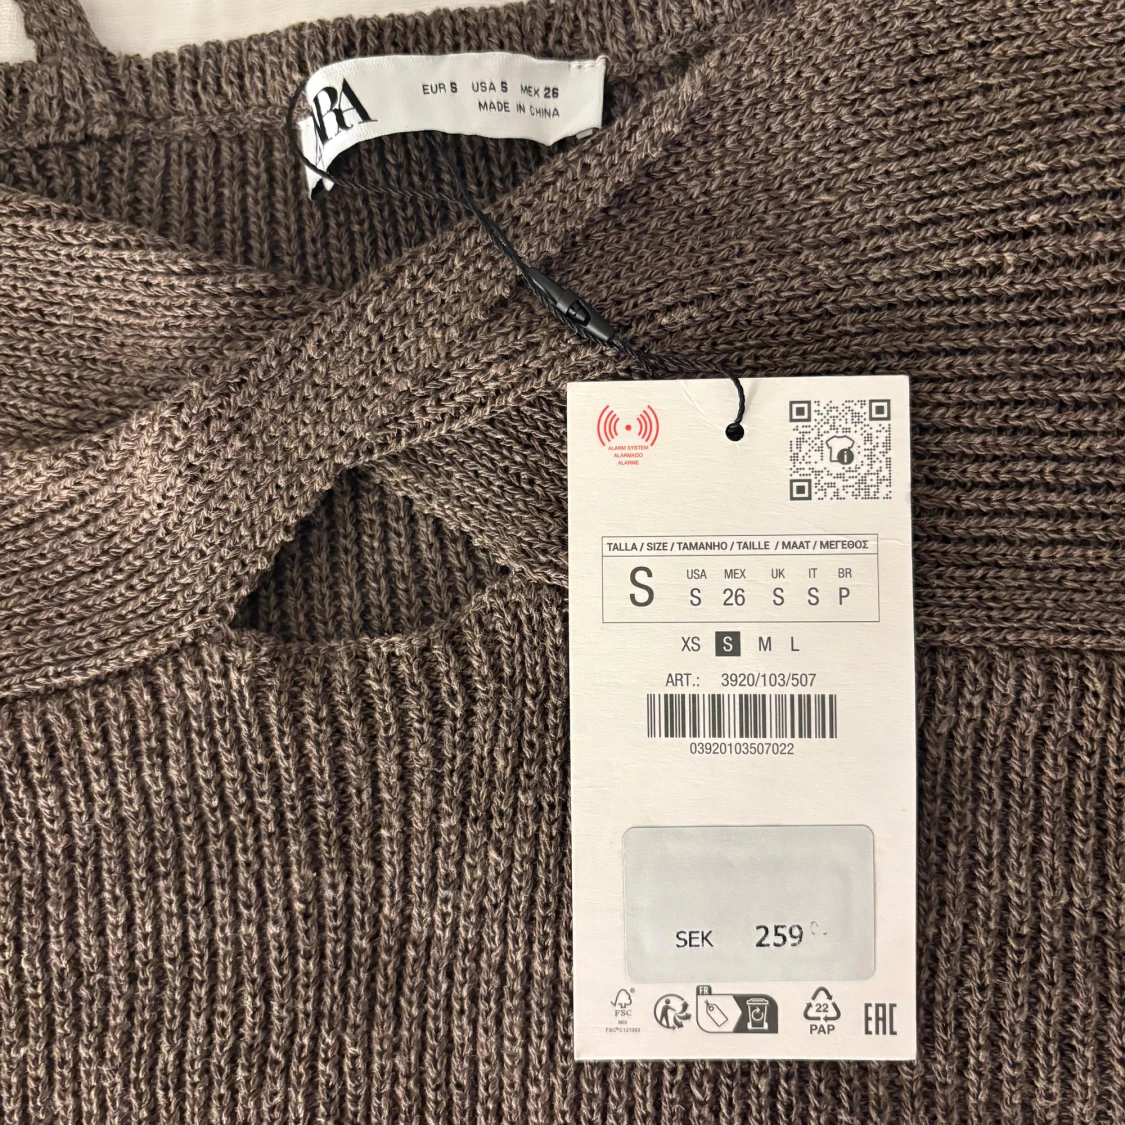 EUR S USA S MEX 26
MADE IN CHINA
ALARM SYSTEM
ALARMADO
ALARME
TALLA / SIZE / TAMANHO / TAILLE / MAAT / ΜΕΓΕΘΟΣ
S
USA MEX UK IT BR
S 26 S S P
XS S M L
ART.: 3920/103/507
03920103507022
SEK 259
FR
FSC
MIX
22
PAP
EAC